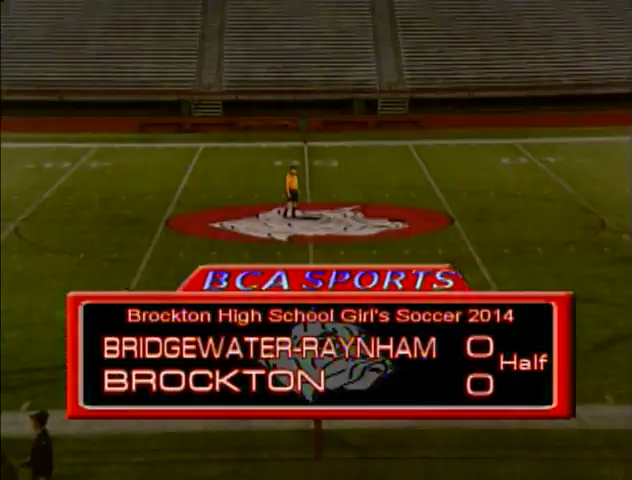 BCA SPORTS
Brockton High School Girl's Soccer 2014
BRIDGEWATER-RAYNHAM 0
Half
BROCKTON 0